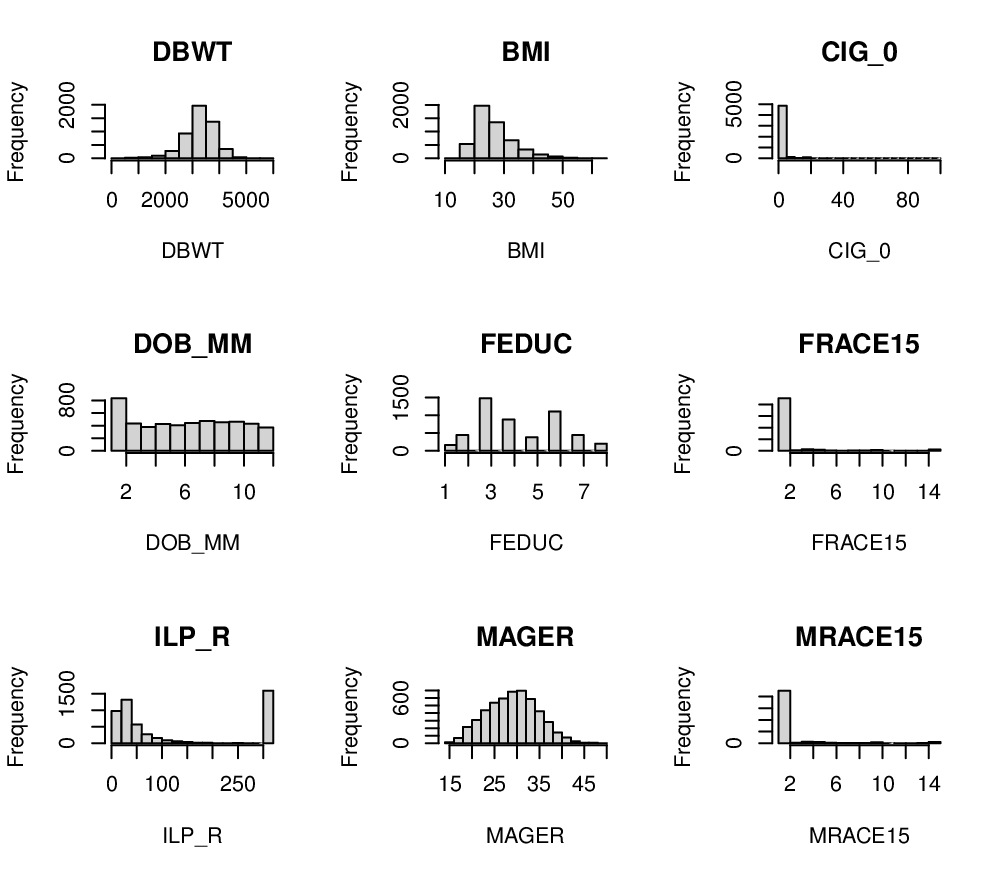 DBWT
BMI
CIG_0
Frequency
0 2000
Frequency
0 2000
Frequency
0 5000
0 2000 5000
10 30 50
0 40 80
DBWT
BMI
CIG_0
DOB_MM
FEDUC
FRACE15
Frequency
0 800
Frequency
0 1500
Frequency
0
2 6 10
1 3 5 7
2 6 10 14
DOB_MM
FEDUC
FRACE15
ILP_R
MAGER
MRACE15
Frequency
0 1500
Frequency
0 600
Frequency
0
0 100 250
15 25 35 45
2 6 10 14
ILP_R
MAGER
MRACE15